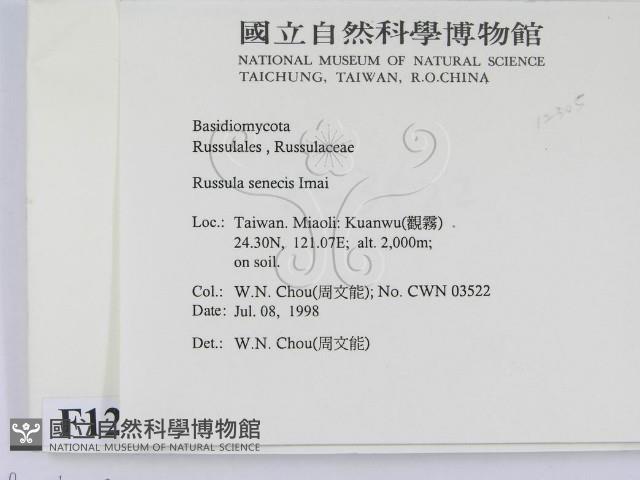 國立自然科學博物館
NATIONAL MUSEUM OF NATURAL SCIENCE
TAICHUNG, TAIWAN, R.O.CHINA
12305
Basidiomycota
Russulales , Russulaceae
Russula senecis Imai
Loc.: Taiwan. Miaoli: Kuanwu(觀霧) .
24.30N, 121.07E; alt. 2,000m;
on soil.
Col.: W.N. Chou(周文能); No. CWN 03522
Date: Jul. 08, 1998
Det.: W.N. Chou(周文能)
F12
國立自然科學博物館
NATIONAL MUSEUM OF NATURAL SCIENCE